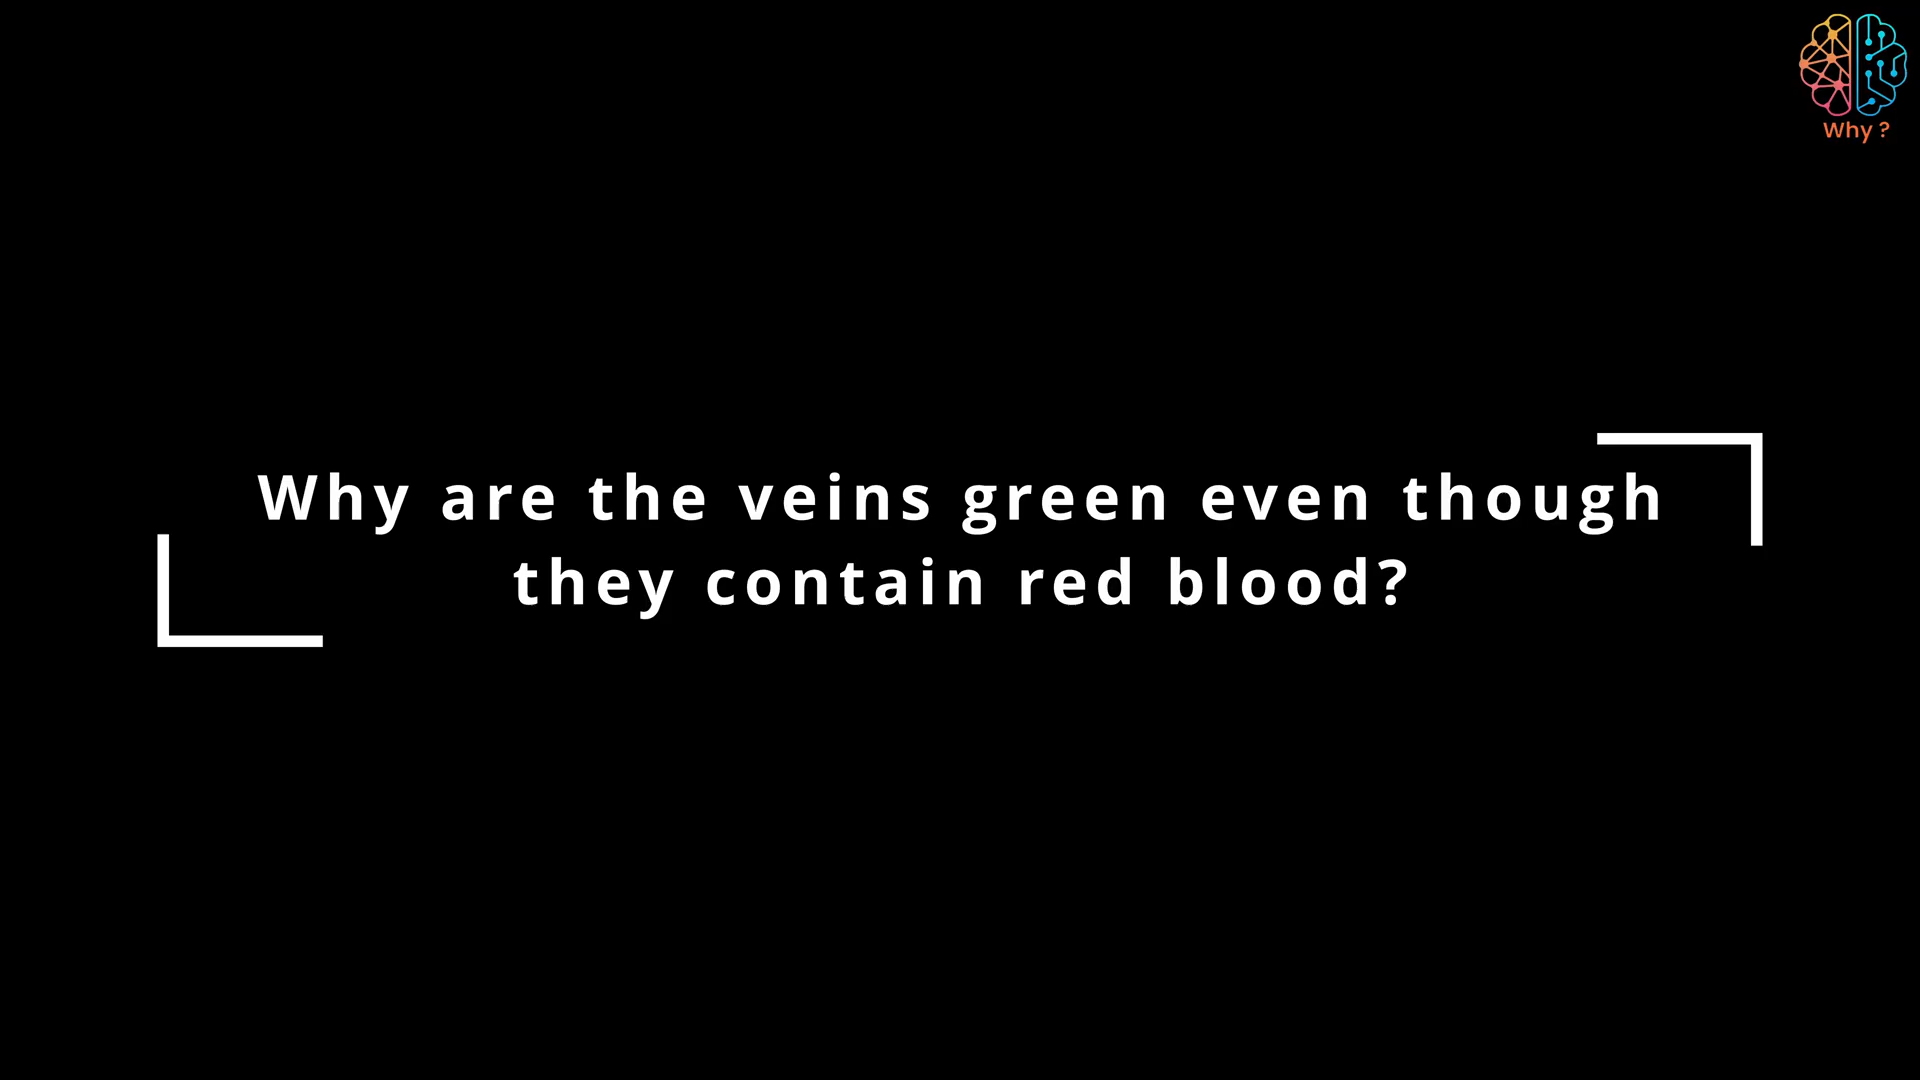 Why ?
Why are the veins green even though
they contain red blood?